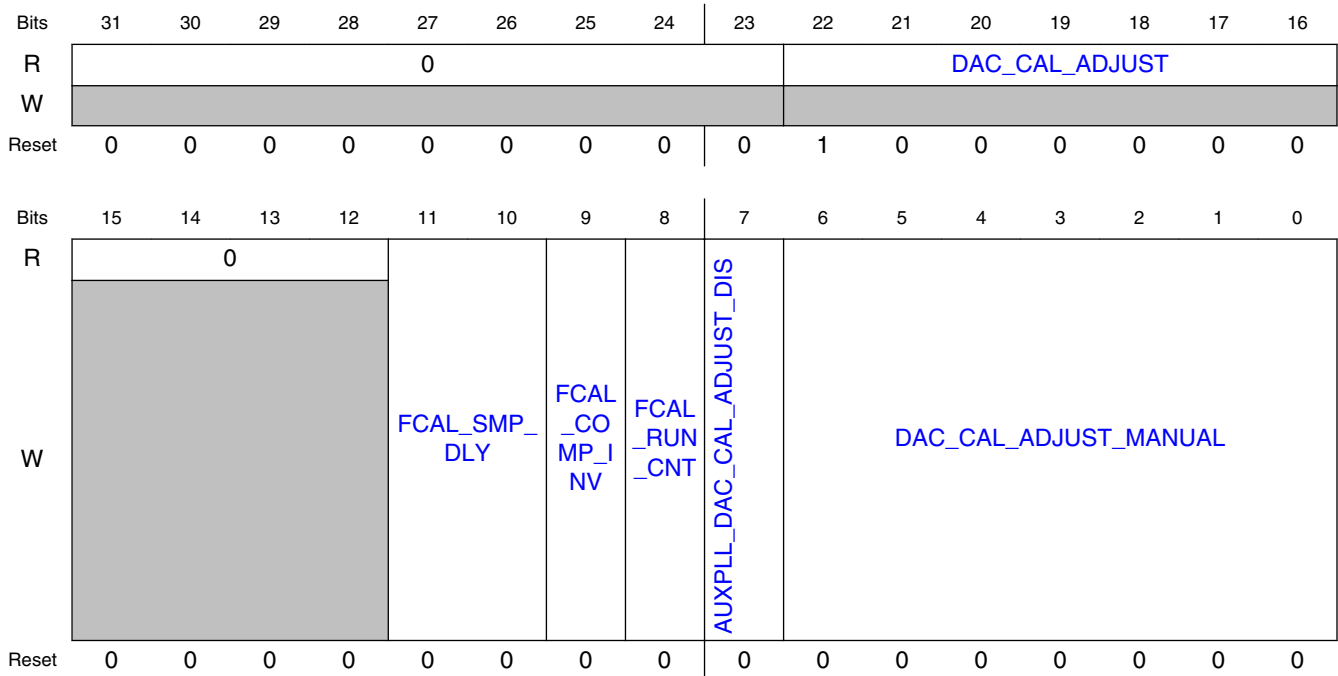 Bits 31 30 29 28 27 26 25 24 23 22 21 20 19 18 17 16
R 0 DAC_CAL_ADJUST
W
Reset 0 0 0 0 0 0 0 0 0 1 0 0 0 0 0 0
Bits 15 14 13 12 11 10 9 8 7 6 5 4 3 2 1 0
R 0
W
FCAL_SMP_
DLY
FCAL
_CO
MP_I
NV
FCAL
_RUN
_CNT
AUXPLL_DAC_CAL_ADJUST_DIS
DAC_CAL_ADJUST_MANUAL
Reset 0 0 0 0 0 0 0 0 0 0 0 0 0 0 0 0